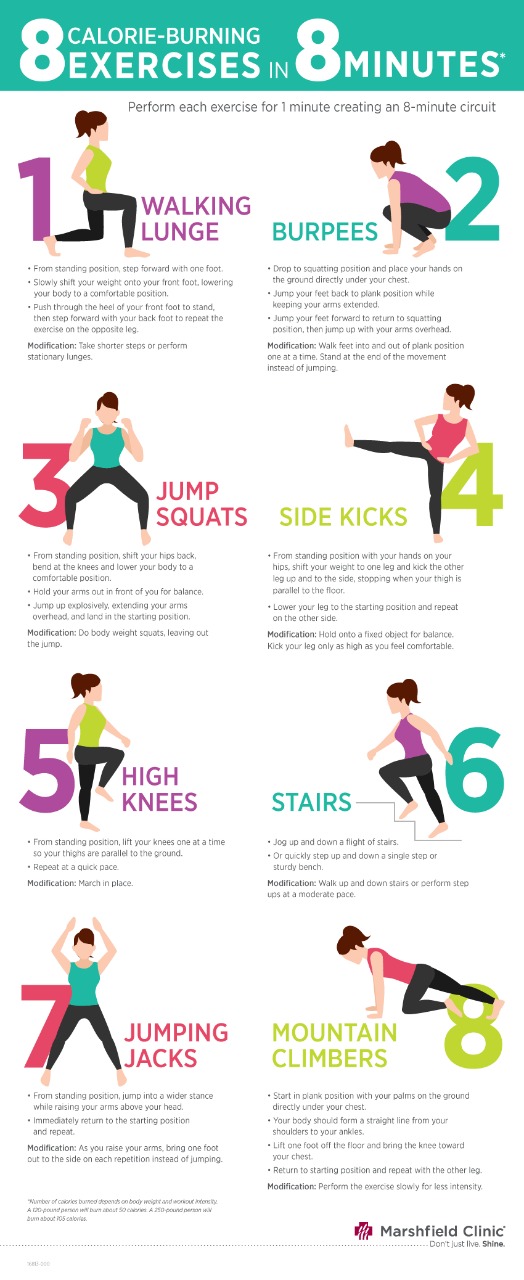 8 CALORIE-BURNING
EXERCISES IN 8 MINUTES*
Perform each exercise for 1 minute creating an 8-minute circuit
1 WALKING
LUNGE
• From standing position, step forward with one foot.
• Slowly shift your weight onto your front foot, lowering
your body to a comfortable position.
• Push through the heel of your front foot to stand,
then step forward with your back foot to repeat the
exercise on the opposite leg.
Modification: Take shorter steps or perform
stationary lunges.
BURPEES 2
• Drop to squatting position and place your hands on
the ground directly under your chest.
• Jump your feet back to plank position while
keeping your arms extended.
• Jump your feet forward to return to squatting
position, then jump up with your arms overhead.
Modification: Walk feet into and out of plank position
one at a time. Stand at the end of the movement
instead of jumping.
3 JUMP
SQUATS
• From standing position, shift your hips back,
bend at the knees and lower your body to a
comfortable position.
• Hold your arms out in front of you for balance.
• Jump up explosively, extending your arms
overhead, and land in the starting position.
Modification: Do body weight squats, leaving out
the jump.
SIDE KICKS 4
• From standing position with your hands on your
hips, shift your weight to one leg and kick the other
leg up and to the side, stopping when your thigh is
parallel to the floor.
• Lower your leg to the starting position and repeat
on the other side.
Modification: Hold onto a fixed object for balance.
Kick your leg only as high as you feel comfortable.
5 HIGH
KNEES
• From standing position, lift your knees one at a time
so your thighs are parallel to the ground.
• Repeat at a quick pace.
Modification: March in place.
STAIRS 6
• Jog up and down a flight of stairs.
• Or quickly step up and down a single step or
sturdy bench.
Modification: Walk up and down stairs or perform step
ups at a moderate pace.
7 JUMPING
JACKS
• From standing position, jump into a wider stance
while raising your arms above your head.
• Immediately return to the starting position
and repeat.
Modification: As you raise your arms, bring one foot
out to the side on each repetition instead of jumping.
MOUNTAIN 8
CLIMBERS
• Start in plank position with your palms on the ground
directly under your chest.
• Your body should form a straight line from your
shoulders to your ankles.
• Lift one foot off the floor and bring the knee toward
your chest.
• Return to starting position and repeat with the other leg.
Modification: Perform the exercise slowly for less intensity.
*Number of calories burned depends on body weight and workout intensity.
A 120-pound person will burn about 50 calories. A 250-pound person will
burn about 105 calories.
Marshfield Clinic®
Don't just live. Shine.